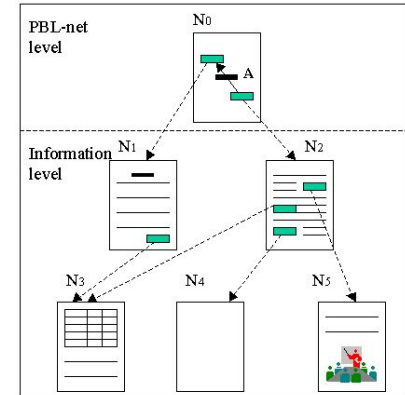 PBL-net
level
N0
A
Information
level
N1
N2
N3
N4
N5